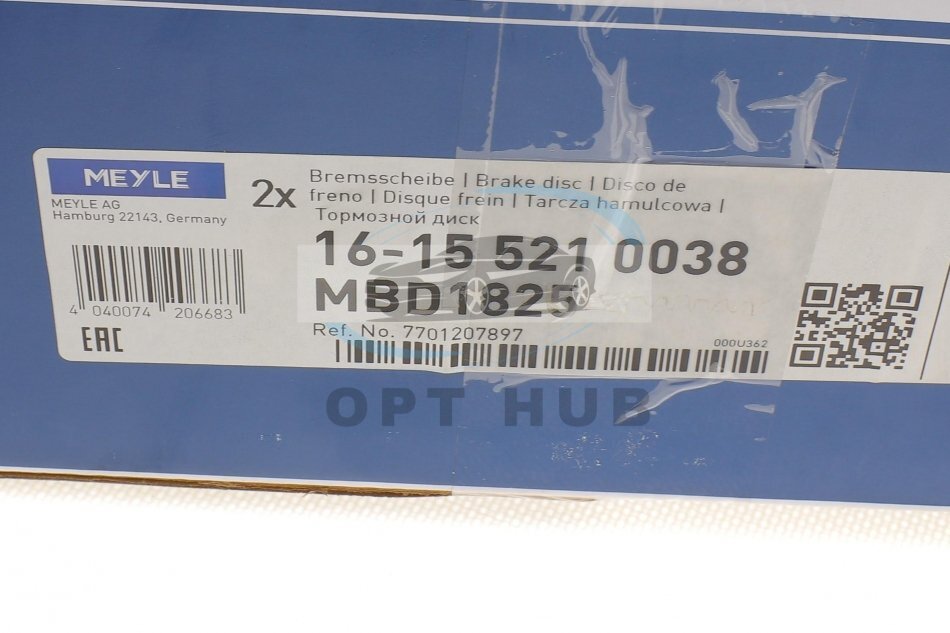 MEYLE
MEYLE AG
Hamburg 22143, Germany
2x
Bremsscheibe | Brake disc | Disco de
freno | Disque frein | Tarcza hamulcowa |
Тормозной диск
16-15 521 0038
MBD1825
Ref. No. 7701207897
000U362
4 040074 206683
EAC
OPT HUB